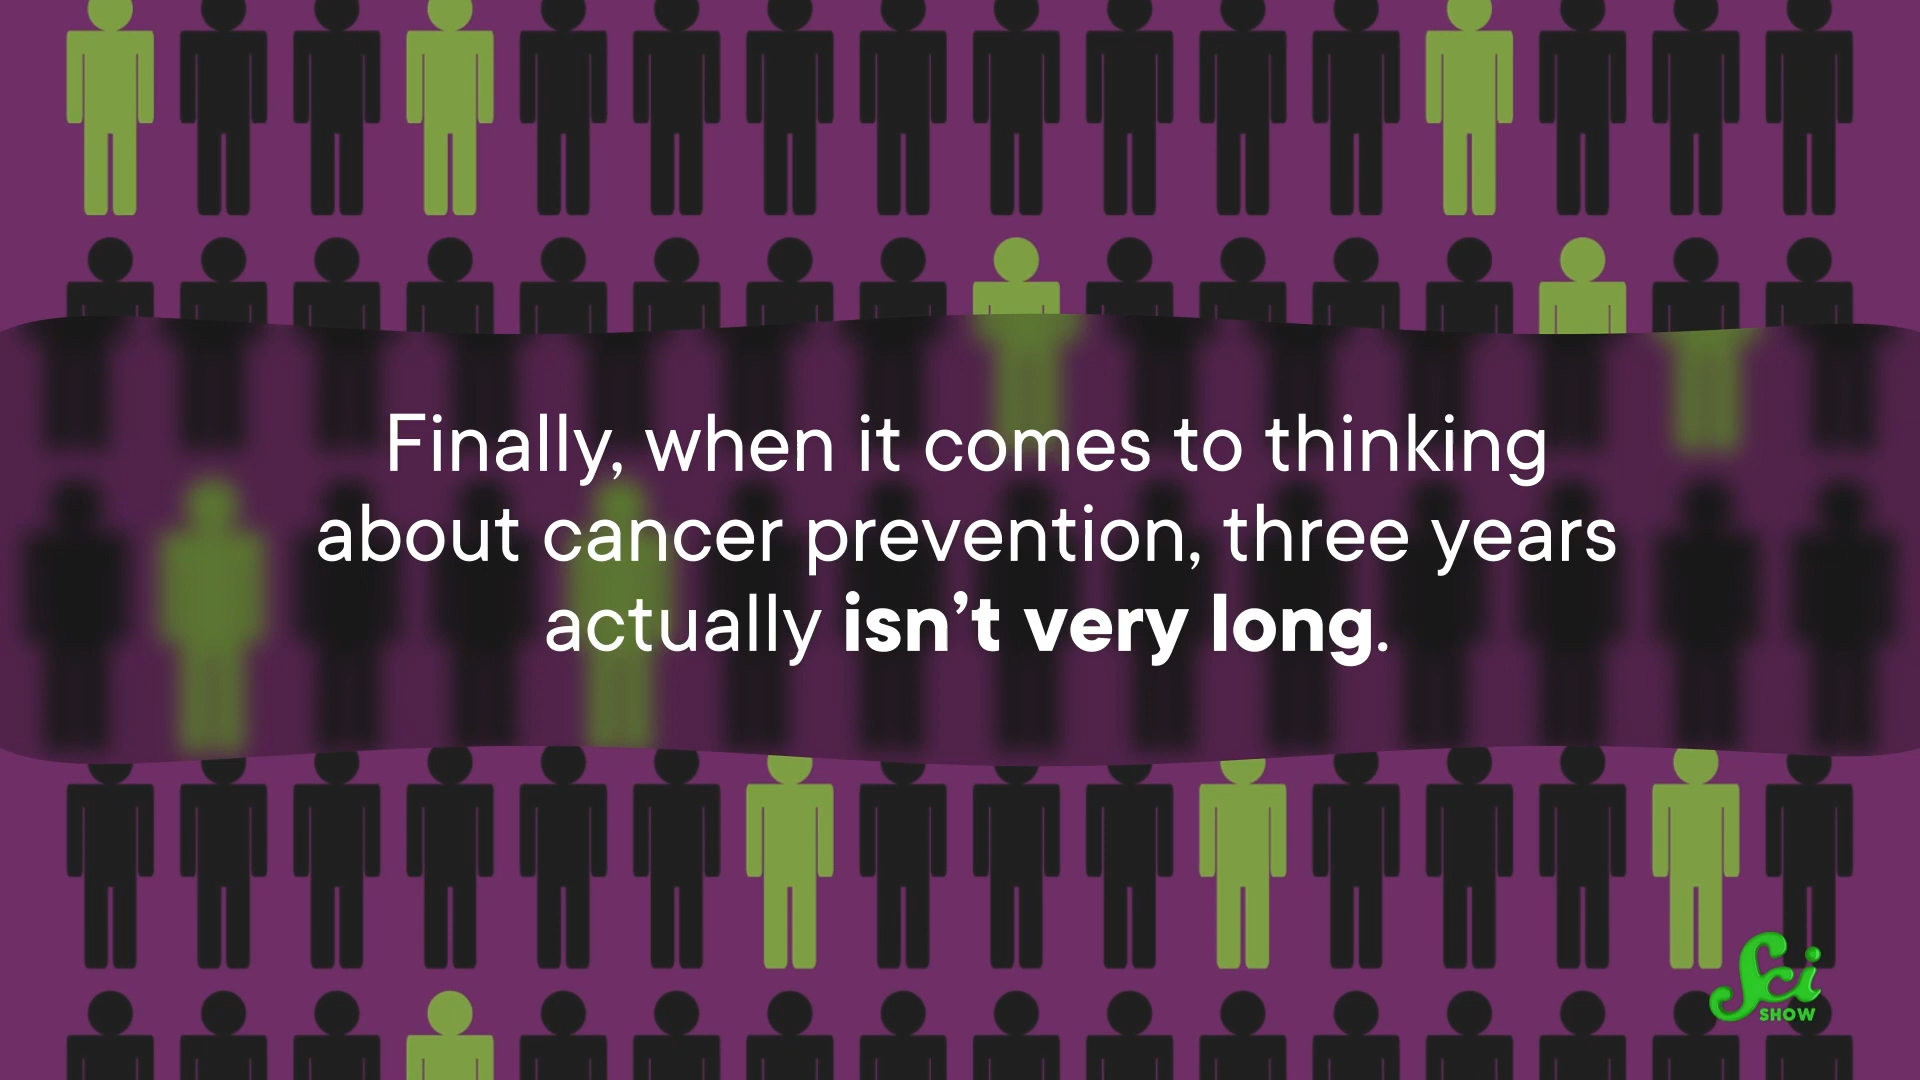 Finally, when it comes to thinking
about cancer prevention, three years
actually isn’t very long.
Sci
SHOW